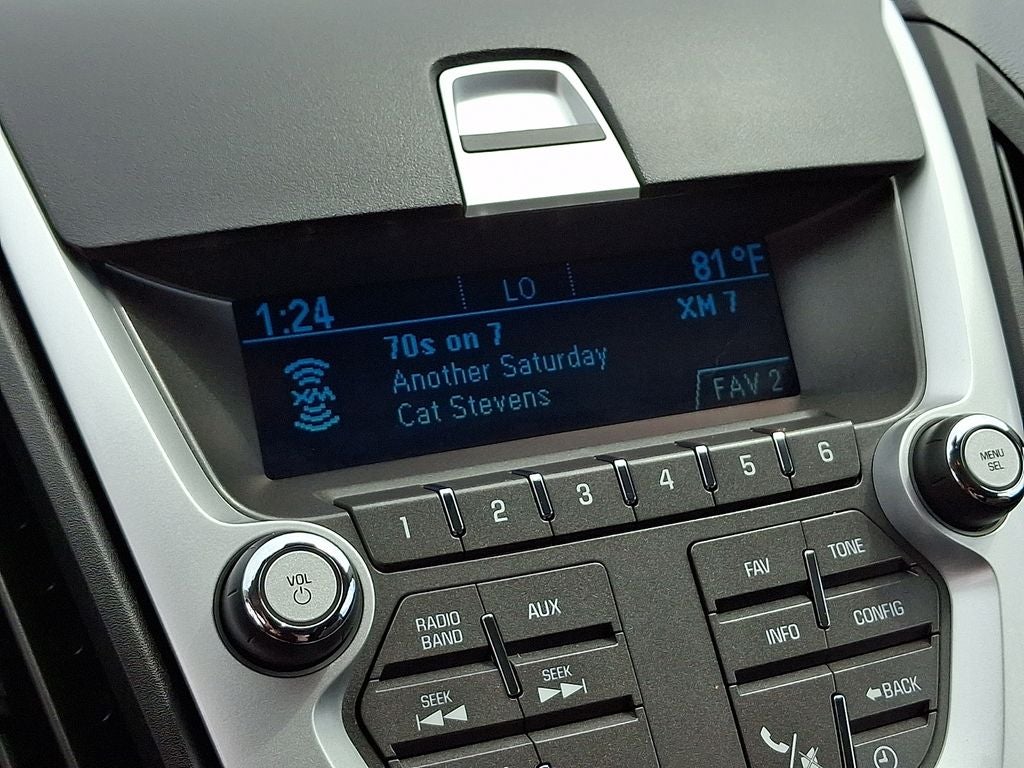 1:24 LO 81°F
70s on 7 XM 7
XM
Another Saturday
Cat Stevens FAV 2
1 2 3 4 5 6
MENU
SEL
VOL
RADIO
BAND
AUX
FAV
TONE
SEEK
SEEK
INFO
CONFIG
BACK